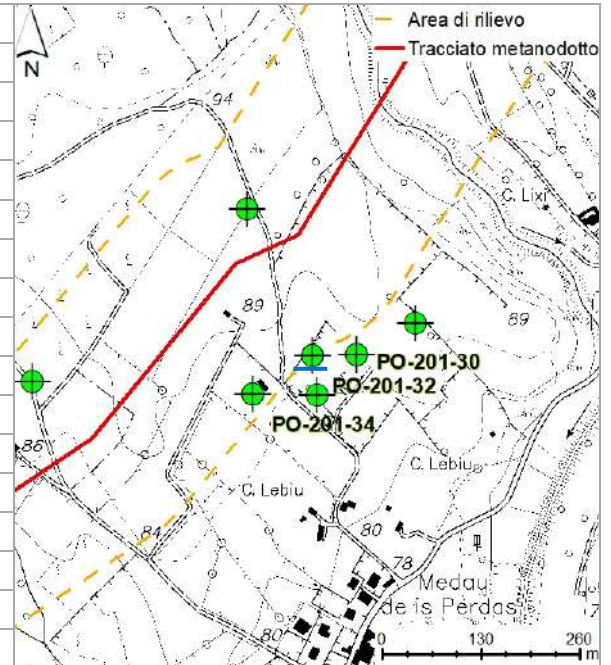 Area di rilievo
Tracciato metanodotto
N
94
C. Lixi
89
89
PO-201-30
PO-201-32
PO-201-34
86
C. Lebiu
C. Lebiu
84
80
78
Medau
de is Perdas
80
0 130 260
m